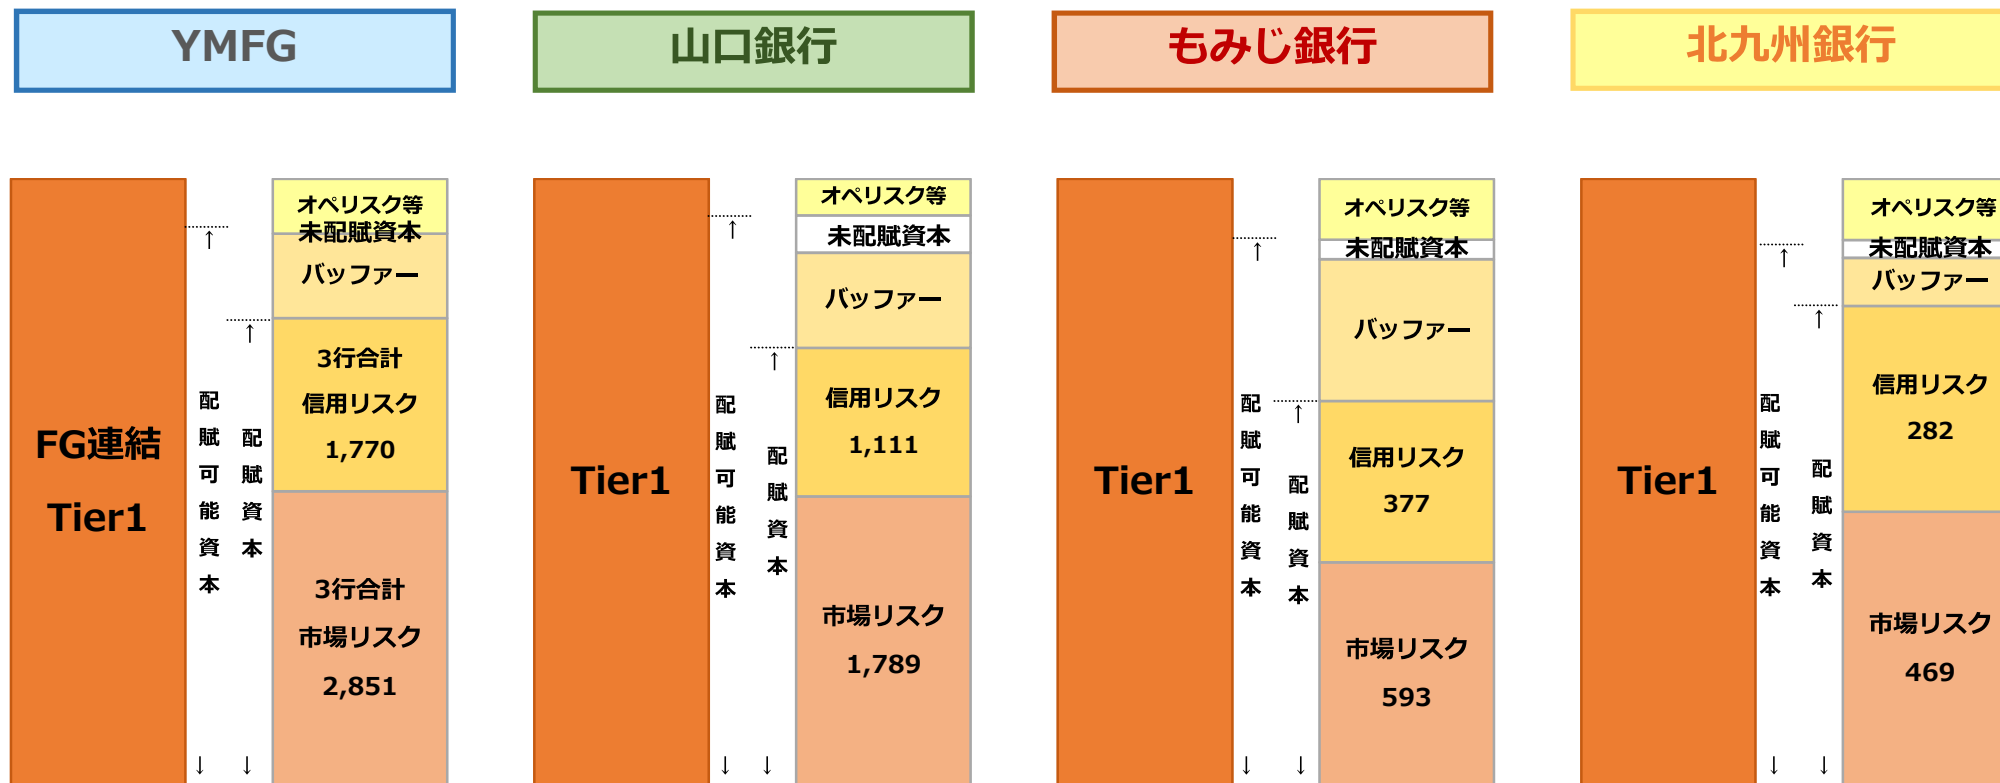 YMFG
山口銀行
もみじ銀行
北九州銀行
FG連結
Tier1
↑
配賦可能資本
↓
↑
配賦資本
↓
オペリスク等
未配賦資本
バッファー
3行合計
信用リスク
1,770
3行合計
市場リスク
2,851
Tier1
↑
配賦可能資本
↓
↑
配賦資本
↓
オペリスク等
未配賦資本
バッファー
信用リスク
1,111
市場リスク
1,789
Tier1
↑
配賦可能資本
↓
↑
配賦資本
↓
オペリスク等
未配賦資本
バッファー
信用リスク
377
市場リスク
593
Tier1
↑
配賦可能資本
↓
↑
配賦資本
↓
オペリスク等
未配賦資本
バッファー
信用リスク
282
市場リスク
469